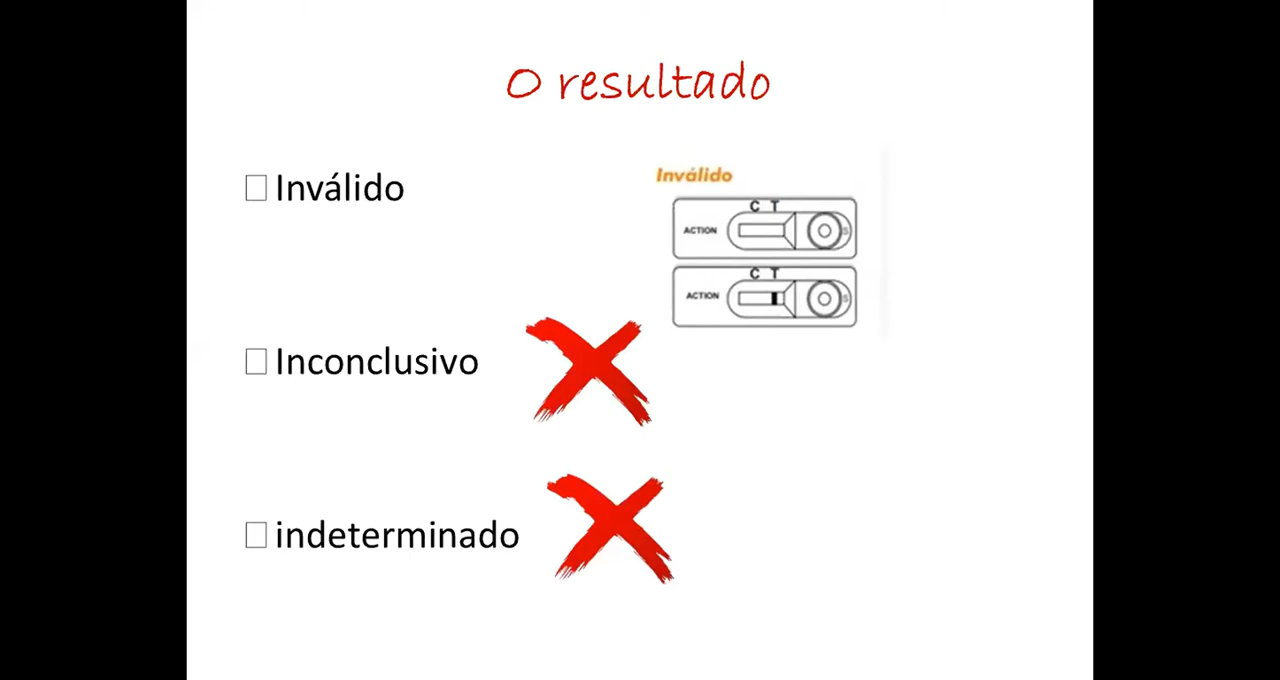 O resultado
Inválido
Inválido
C T
ACTION
S
C T
ACTION
S
Inconclusivo
indeterminado